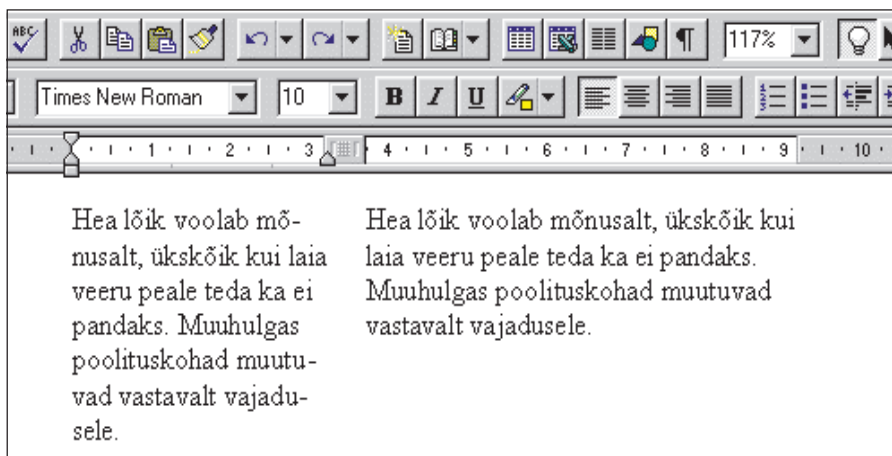 ABC
117%
Times New Roman
10
B I U
1 2 3 4 5 6 7 8 9 10
Hea lõik voolab mõ-
nusalt, ükskõik kui laia
veeru peale teda ka ei
pandaks. Muuhulgas
poolituskohad muutu-
vad vastavalt vajadu-
sele.
Hea lõik voolab mõnusalt, ükskõik kui
laia veeru peale teda ka ei pandaks.
Muuhulgas poolituskohad muutuvad
vastavalt vajadusele.